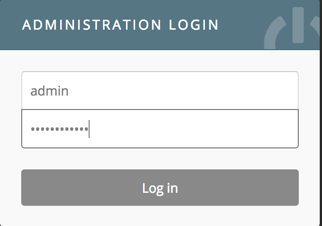 ADMINISTRATION LOGIN
admin
••••••••••••
Log in